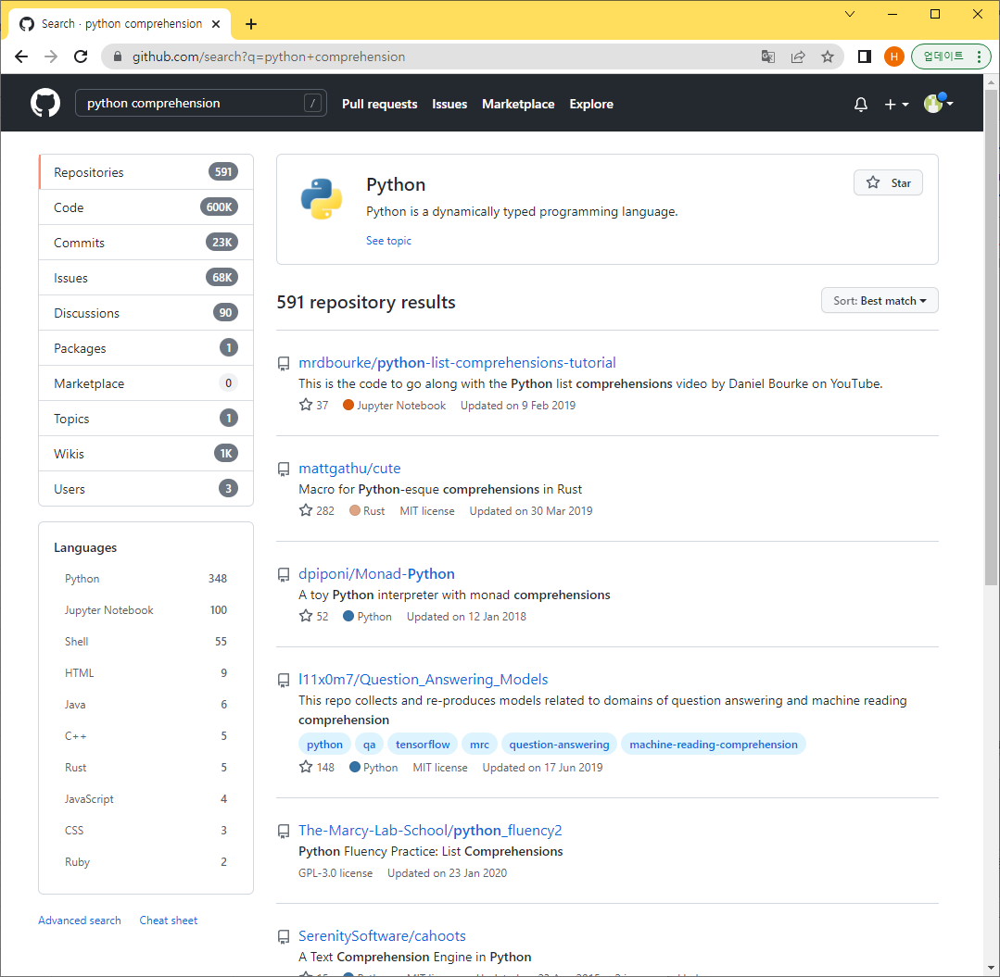 Search · python comprehension
github.com/search?q=python+comprehension
H
업데이트
python comprehension
/
Pull requests
Issues
Marketplace
Explore
Repositories 591
Code 600K
Commits 23K
Issues 68K
Discussions 90
Packages 1
Marketplace 0
Topics 1
Wikis 1K
Users 3
Languages
Python 348
Jupyter Notebook 100
Shell 55
HTML 9
Java 6
C++ 5
Rust 5
JavaScript 4
CSS 3
Ruby 2
Advanced search Cheat sheet
Python
Star
Python is a dynamically typed programming language.
See topic
591 repository results
Sort: Best match
mrdbourke/python-list-comprehensions-tutorial
This is the code to go along with the Python list comprehensions video by Daniel Bourke on YouTube.
37 Jupyter Notebook Updated on 9 Feb 2019
mattgathu/cute
Macro for Python-esque comprehensions in Rust
282 Rust MIT license Updated on 30 Mar 2019
dpiponi/Monad-Python
A toy Python interpreter with monad comprehensions
52 Python Updated on 12 Jan 2018
l11x0m7/Question_Answering_Models
This repo collects and re-produces models related to domains of question answering and machine reading
comprehension
python qa tensorflow mrc question-answering machine-reading-comprehension
148 Python MIT license Updated on 17 Jun 2019
The-Marcy-Lab-School/python_fluency2
Python Fluency Practice: List Comprehensions
GPL-3.0 license Updated on 23 Jan 2020
SerenitySoftware/cahoots
A Text Comprehension Engine in Python